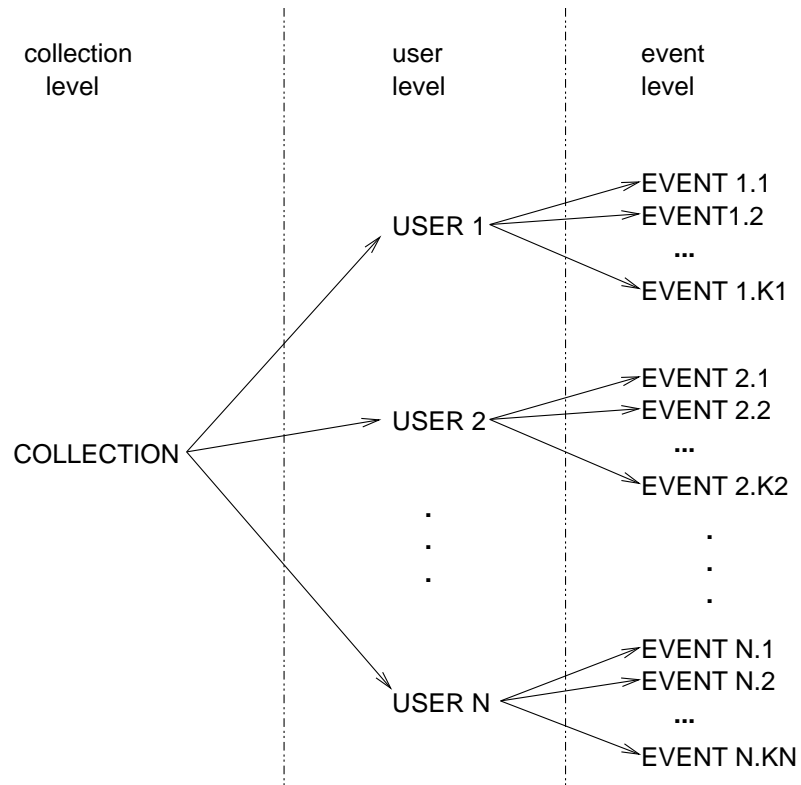 collection
level
user
level
event
level
COLLECTION
USER 1
EVENT 1.1
EVENT1.2
...
EVENT 1.K1
USER 2
EVENT 2.1
EVENT 2.2
...
EVENT 2.K2
.
.
.
.
.
.
USER N
EVENT N.1
EVENT N.2
...
EVENT N.KN